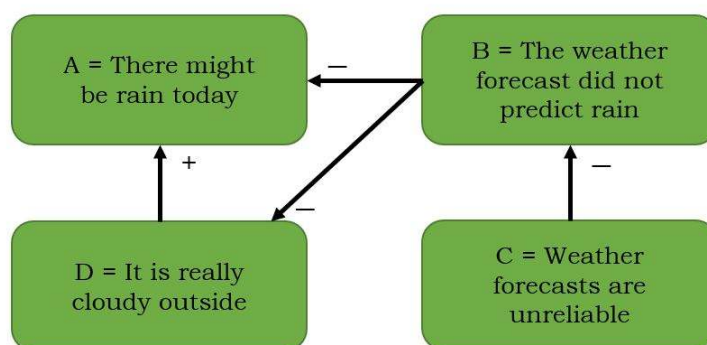 A = There might
be rain today
B = The weather
forecast did not
predict rain
—
+
—
—
D = It is really
cloudy outside
C = Weather
forecasts are
unreliable